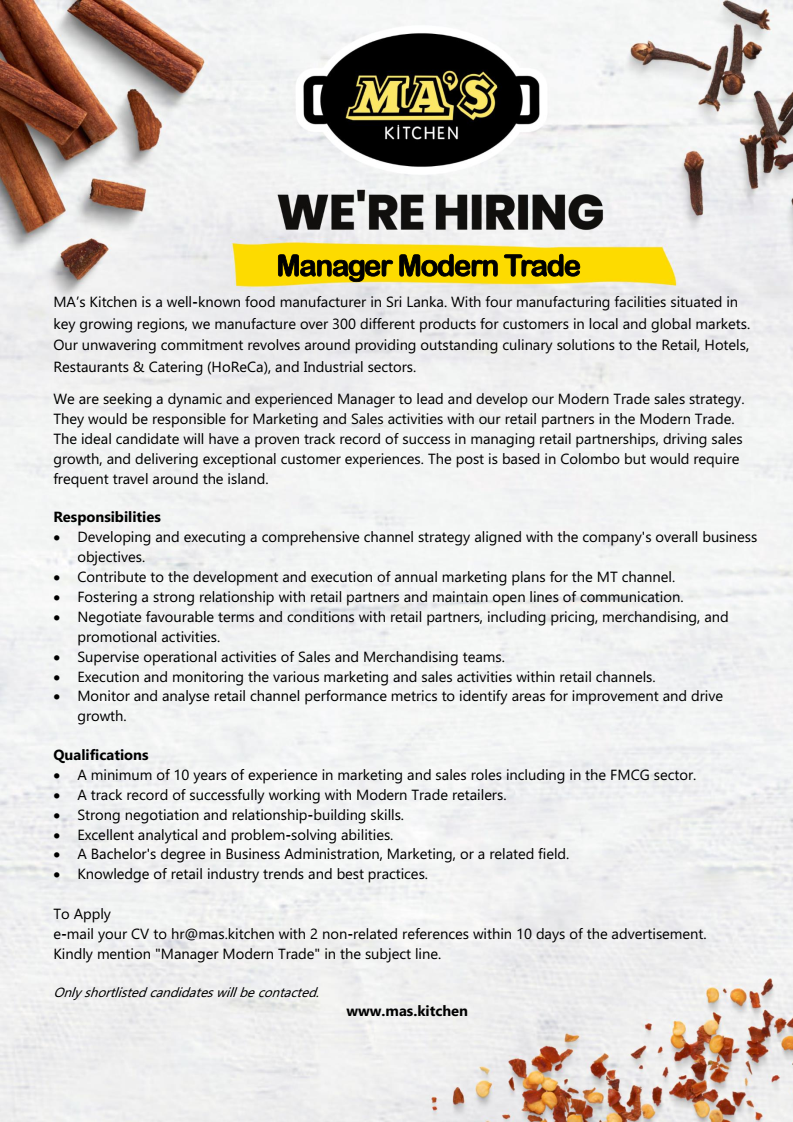 MA'S
KITCHEN
WE'RE HIRING
Manager Modern Trade
MA's Kitchen is a well-known food manufacturer in Sri Lanka. With four manufacturing facilities situated in
key growing regions, we manufacture over 300 different products for customers in local and global markets.
Our unwavering commitment revolves around providing outstanding culinary solutions to the Retail, Hotels,
Restaurants & Catering (HoReCa), and Industrial sectors.
We are seeking a dynamic and experienced Manager to lead and develop our Modern Trade sales strategy.
They would be responsible for Marketing and Sales activities with our retail partners in the Modern Trade.
The ideal candidate will have a proven track record of success in managing retail partnerships, driving sales
growth, and delivering exceptional customer experiences. The post is based in Colombo but would require
frequent travel around the island.
Responsibilities
• Developing and executing a comprehensive channel strategy aligned with the company's overall business
objectives.
• Contribute to the development and execution of annual marketing plans for the MT channel.
• Fostering a strong relationship with retail partners and maintain open lines of communication.
• Negotiate favourable terms and conditions with retail partners, including pricing, merchandising, and
promotional activities.
• Supervise operational activities of Sales and Merchandising teams.
• Execution and monitoring the various marketing and sales activities within retail channels.
• Monitor and analyse retail channel performance metrics to identify areas for improvement and drive
growth.
Qualifications
• A minimum of 10 years of experience in marketing and sales roles including in the FMCG sector.
• A track record of successfully working with Modern Trade retailers.
• Strong negotiation and relationship-building skills.
• Excellent analytical and problem-solving abilities.
• A Bachelor's degree in Business Administration, Marketing, or a related field.
• Knowledge of retail industry trends and best practices.
To Apply
e-mail your CV to hr@mas.kitchen with 2 non-related references within 10 days of the advertisement.
Kindly mention "Manager Modern Trade" in the subject line.
Only shortlisted candidates will be contacted.
www.mas.kitchen